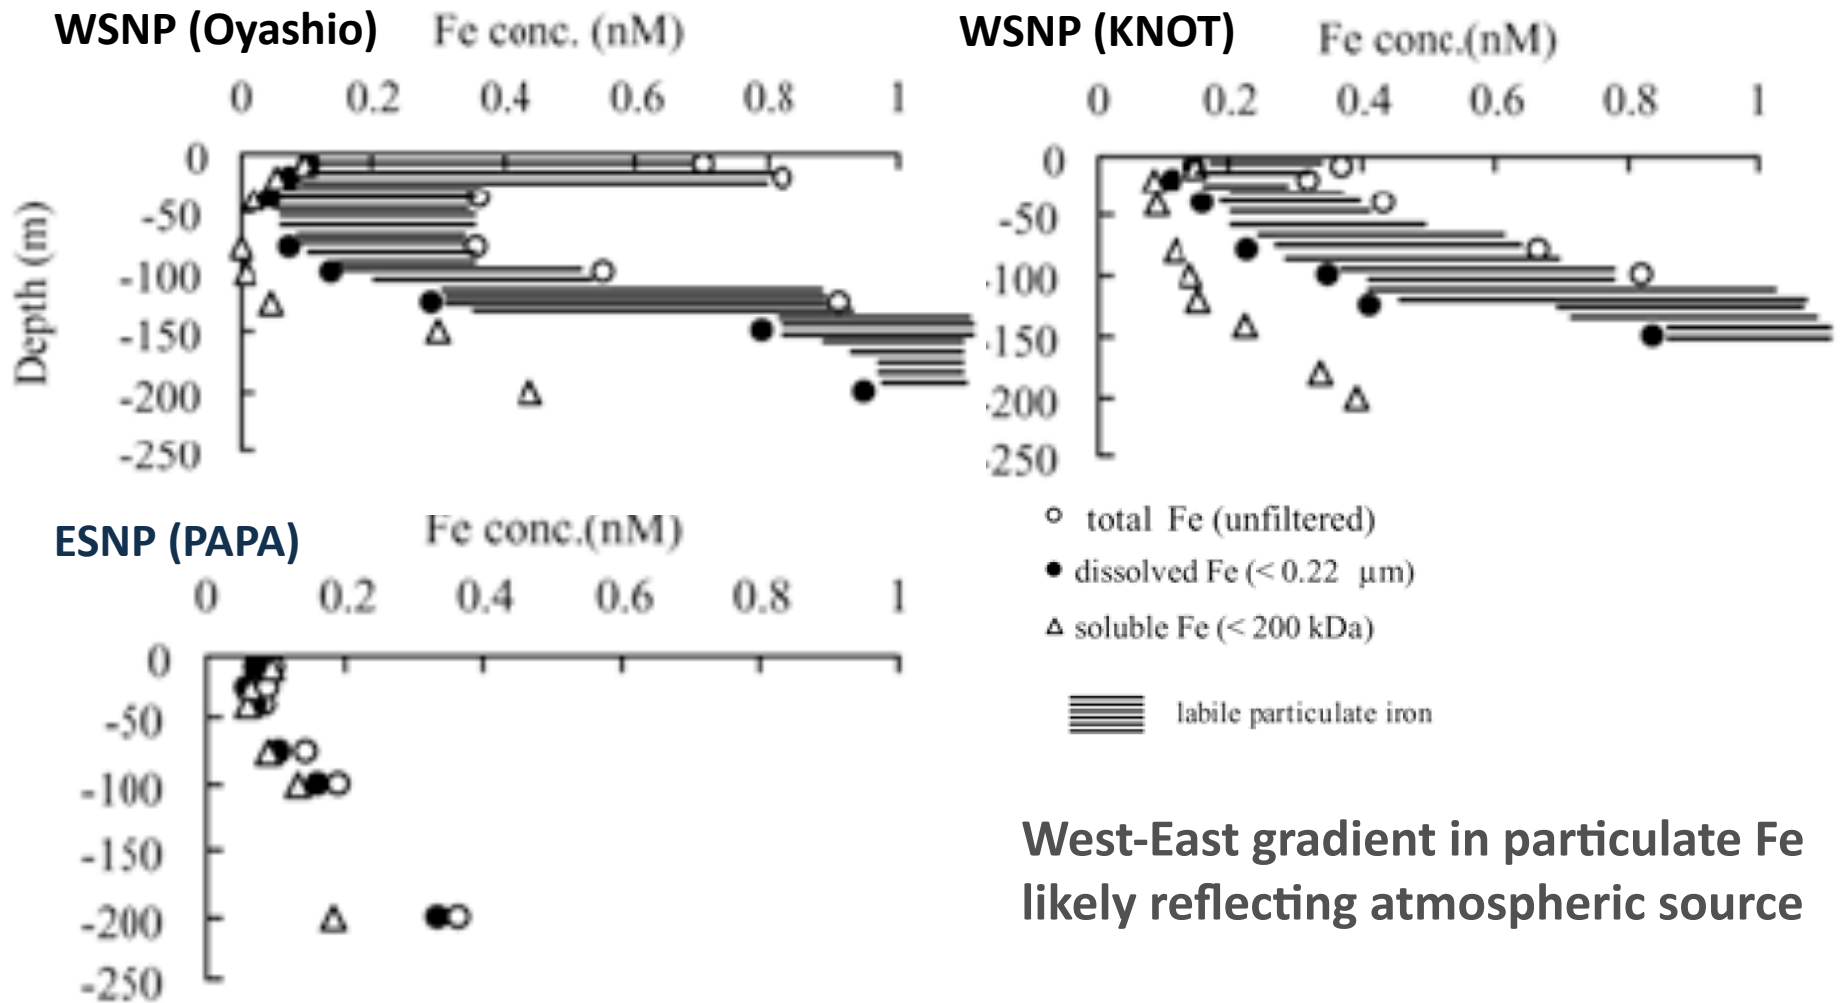 WSNP (Oyashio)
Fe conc. (nM)
0 0.2 0.4 0.6 0.8 1
Depth (m)
0
-50
-100
-150
-200
-250
WSNP (KNOT)
Fe conc.(nM)
0 0.2 0.4 0.6 0.8 1
0
-50
-100
-150
-200
-250
ESNP (PAPA)
Fe conc.(nM)
0 0.2 0.4 0.6 0.8 1
0
-50
-100
-150
-200
-250
total Fe (unfiltered)
dissolved Fe (< 0.22 µm)
soluble Fe (< 200 kDa)
labile particulate iron
West-East gradient in particulate Fe
likely reflecting atmospheric source